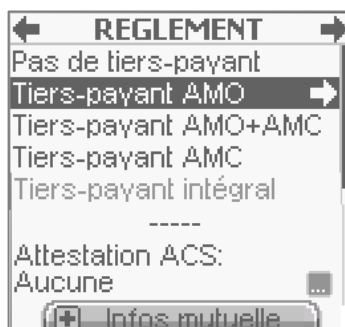 REGLEMENT
Pas de tiers-payant
Tiers-payant AMO
Tiers-payant AMO+AMC
Tiers-payant AMC
Tiers-payant intégral
-----
Attestation ACS:
Aucune ...
Infos mutuelle